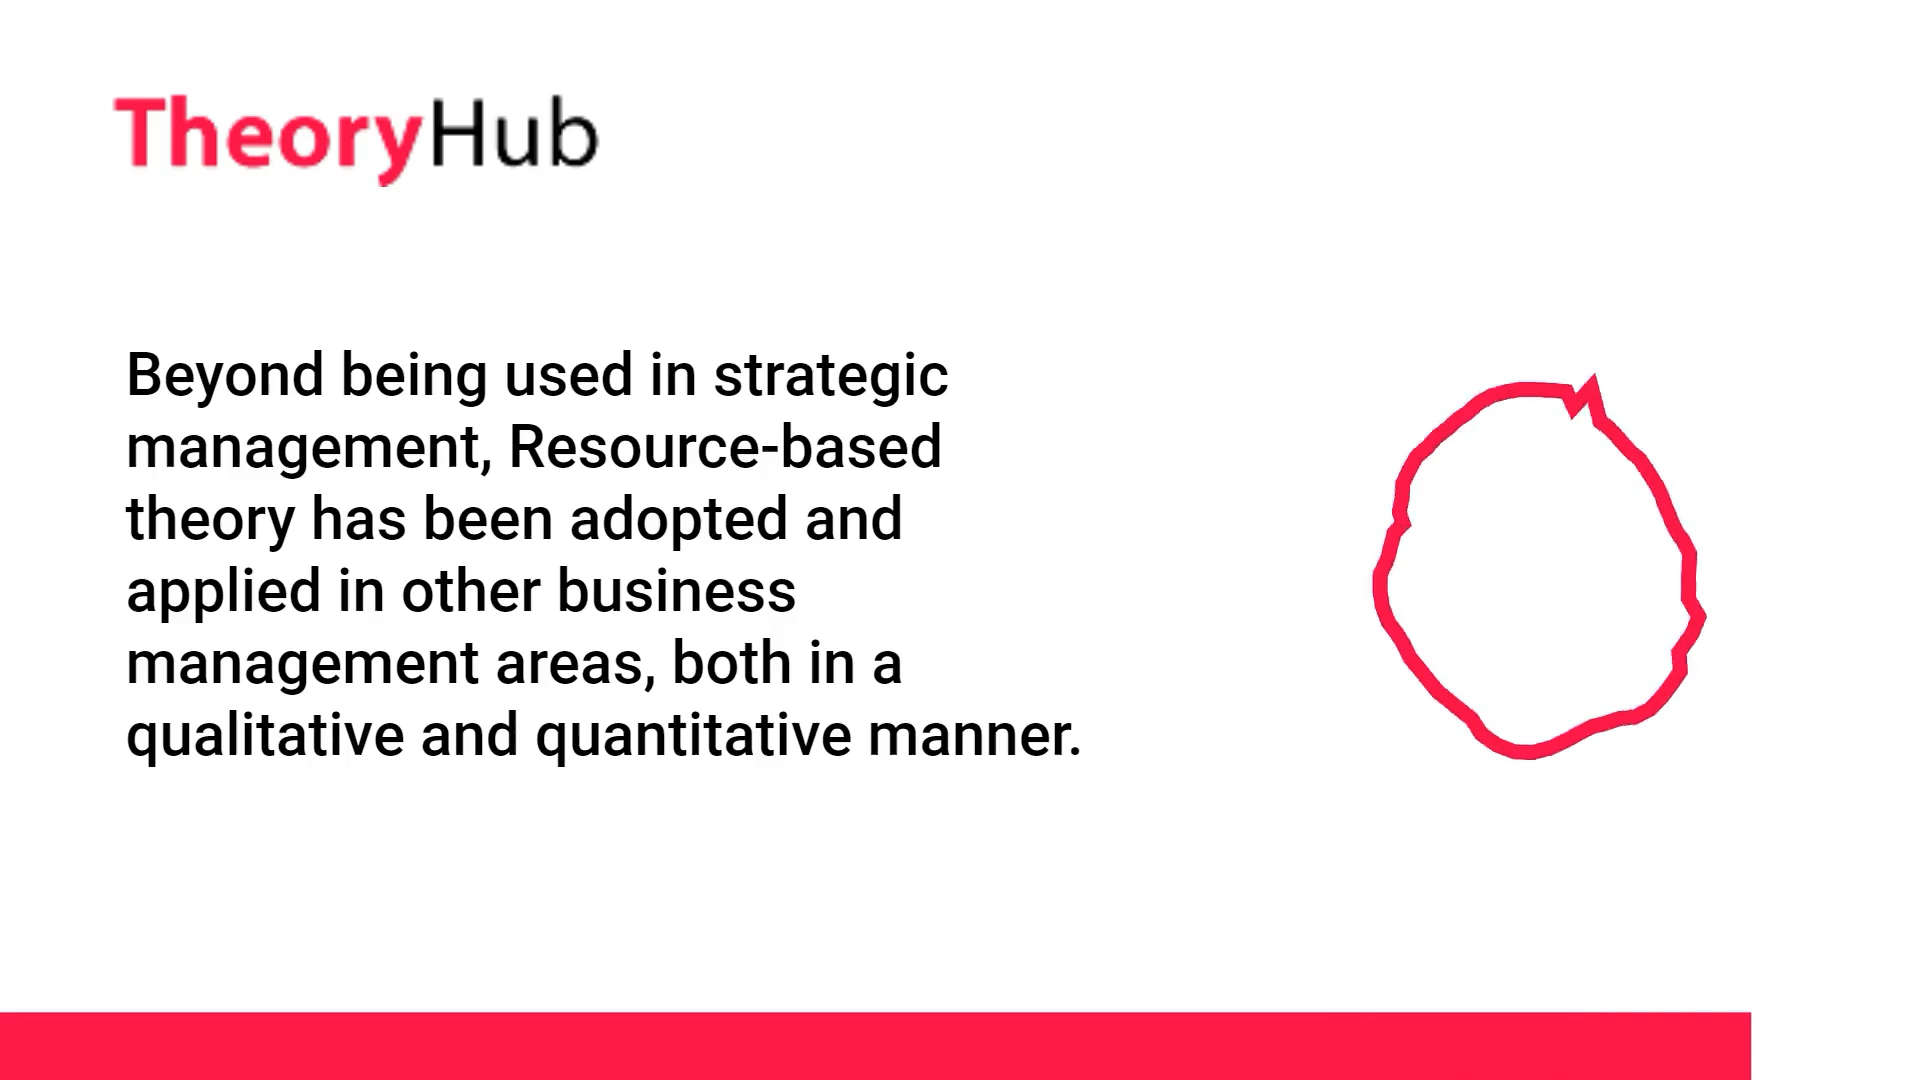 TheoryHub
Beyond being used in strategic
management, Resource-based
theory has been adopted and
applied in other business
management areas, both in a
qualitative and quantitative manner.